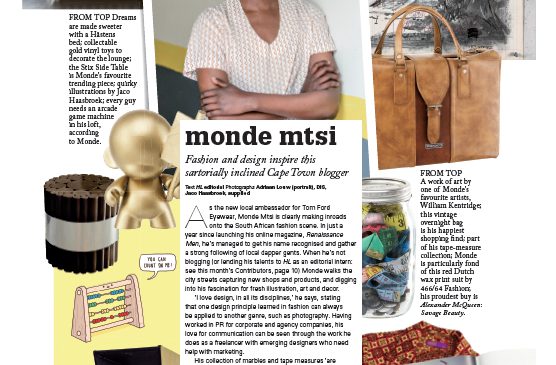 FROM TOP Dreams
are made sweeter
with a Hästens
bed; collectable
gold vinyl toys to
decorate the lounge;
the Stix Side Table
is Monde's favourite
trending piece; quirky
illustrations by Jaco
Haasbroek; every guy
needs an arcade
game machine
in his loft,
according
to Monde.
YOU CAN
COUNT ON ME!
monde mtsi
Fashion and design inspire this
sartorially inclined Cape Town blogger
Text HL editorial Photographs Adriaan Louw (portrait), DIS,
Jaco Haasbroek, supplied
As the new local ambassador for Tom Ford
Eyewear, Monde Mtsi is clearly making inroads
onto the South African fashion scene. In just a
year since launching his online magazine, Renaissance
Men, he's managed to get his name recognised and gather
a strong following of local dapper gents. When he's not
blogging (or lending his talents to HL as an editorial intern:
see this month's Contributors, page 10) Monde walks the
city streets capturing new shops and products, and digging
into his fascination for fresh illustration, art and decor.
'I love design, in all its disciplines,' he says, stating
that one design principle learned in fashion can always
be applied to another genre, such as photography. Having
worked in PR for corporate and agency companies, his
love for communication can be seen through the work he
does as a freelancer with emerging designers who need
help with marketing.
His collection of marbles and tape measures 'are
FROM TOP
A work of art by
one of Monde's
favourite artists,
William Kentridge;
this vintage
overnight bag
is his happiest
shopping find; part
of his tape-measure
collection; Monde
is particularly fond
of this red Dutch
wax print suit by
466/64 Fashion;
his proudest buy is
Alexander McQueen:
Savage Beauty.